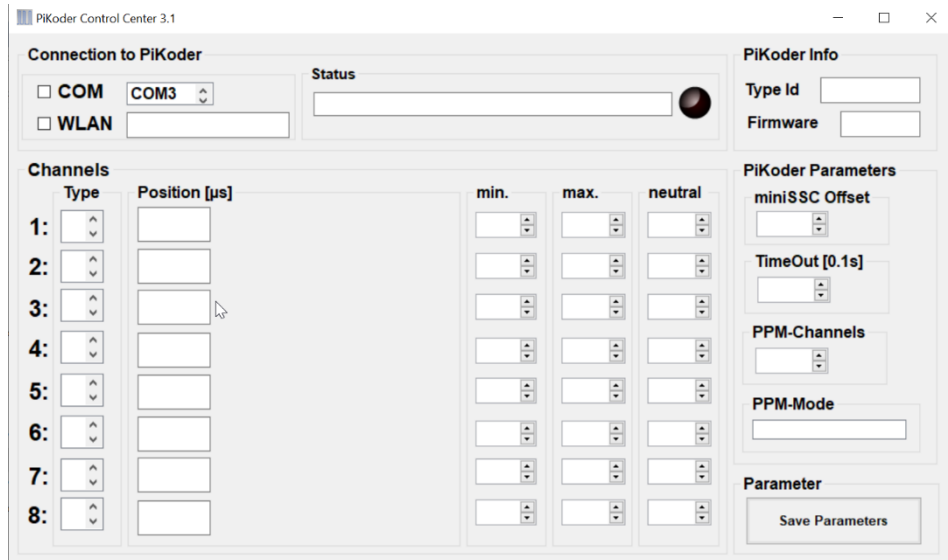 PiKoder Control Center 3.1
Connection to PiKoder
COM
COM3
WLAN
Status
PiKoder Info
Type Id
Firmware
Channels
Type
Position [µs]
min.
max.
neutral
1:
2:
3:
4:
5:
6:
7:
8:
PiKoder Parameters
miniSSC Offset
TimeOut [0.1s]
PPM-Channels
PPM-Mode
Parameter
Save Parameters